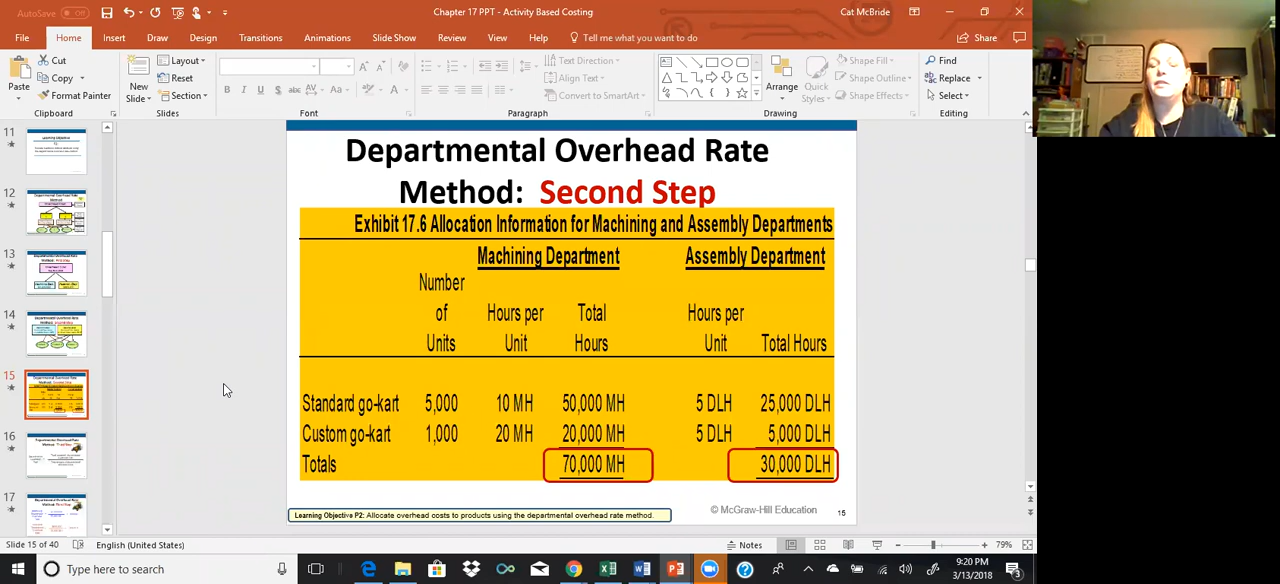 AutoSave Off
Chapter 17 PPT - Activity Based Costing
Cat McBride
File Home Insert Draw Design Transitions Animations Slide Show Review View Help Tell me what you want to do Share
Paste
Cut
Copy
Format Painter
Clipboard
New
Slide
Layout
Reset
Section
Slides
Font
Text Direction
Align Text
Convert to SmartArt
Paragraph
Arrange
Quick
Styles
Shape Fill
Shape Outline
Shape Effects
Drawing
Find
Replace
Select
Editing
11
12
13
14
15
16
17
Departmental Overhead Rate
Method: Second Step
Exhibit 17.6 Allocation Information for Machining and Assembly Departments
Machining Department Assembly Department
Number
of Hours per Total Hours per
Units Unit Hours Unit Total Hours
Standard go-kart 5,000 10 MH 50,000 MH 5 DLH 25,000 DLH
Custom go-kart 1,000 20 MH 20,000 MH 5 DLH 5,000 DLH
Totals 70,000 MH 30,000 DLH
© McGraw-Hill Education 15
Learning Objective P2: Allocate overhead costs to products using the departmental overhead rate method.
Slide 15 of 40 English (United States) Notes 79%
Type here to search
9:20 PM
3/13/2018
3